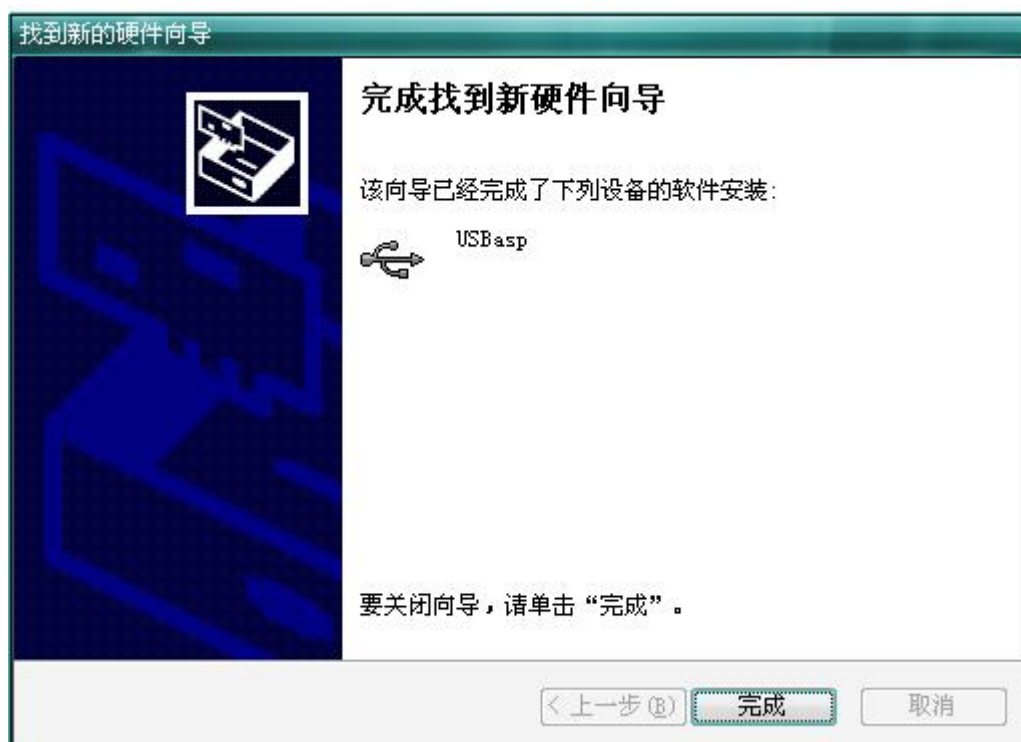 找到新的硬件向导
完成找到新硬件向导
该向导已经完成了下列设备的软件安装:
USBasp
要关闭向导，请单击“完成”。
< 上一步(B)
完成
取消